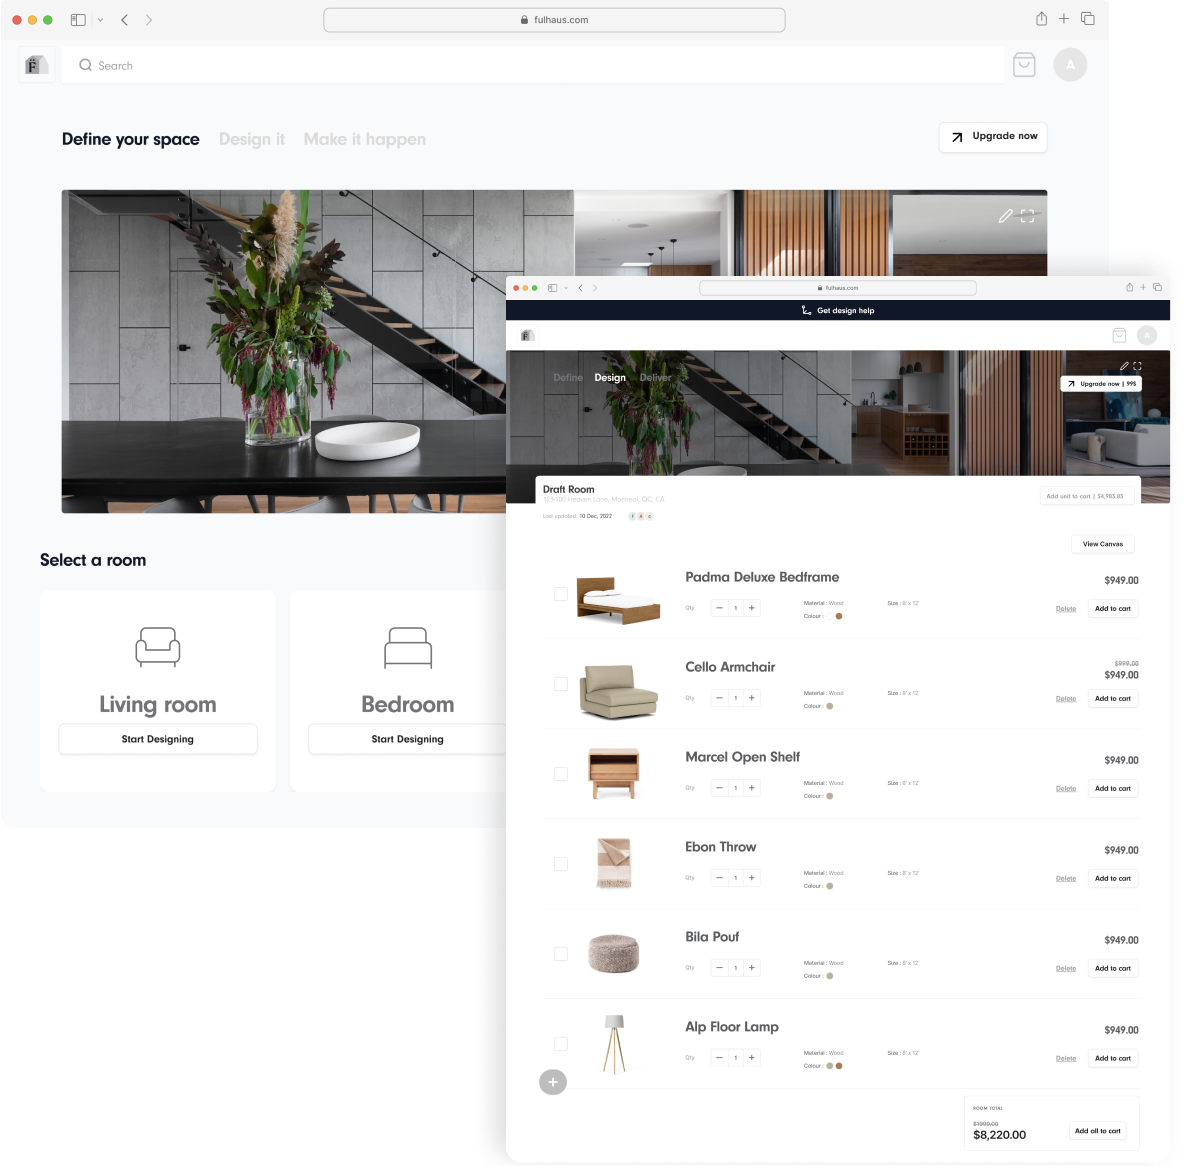 fulhaus.com
F
Search
A
Define your space Design it Make it happen
Upgrade now
Select a room
Living room
Start Designing
Bedroom
Start Designing
fulhaus.com
Get design help
A
Define Design Deliver
Upgrade now | 99$
Draft Room
123-100 Heaven Lane, Montreal, QC, CA
Last updated: 10 Dec, 2022
Add unit to cart | $4,985.05
View Canvas
Padma Deluxe Bedframe
$949.00
Qty 1
Material : Wood
Size : 8' x 12'
Colour :
Delete
Add to cart
Cello Armchair
$999.00
$949.00
Qty 1
Material : Wood
Size : 8' x 12'
Colour :
Delete
Add to cart
Marcel Open Shelf
$949.00
Qty 1
Material : Wood
Size : 8' x 12'
Colour :
Delete
Add to cart
Ebon Throw
$949.00
Qty 1
Material : Wood
Size : 8' x 12'
Colour :
Delete
Add to cart
Bila Pouf
$949.00
Qty 1
Material : Wood
Size : 8' x 12'
Colour :
Delete
Add to cart
Alp Floor Lamp
$949.00
Qty 1
Material : Wood
Size : 8' x 12'
Colour :
Delete
Add to cart
ROOM TOTAL
$8,220.00
Add all to cart